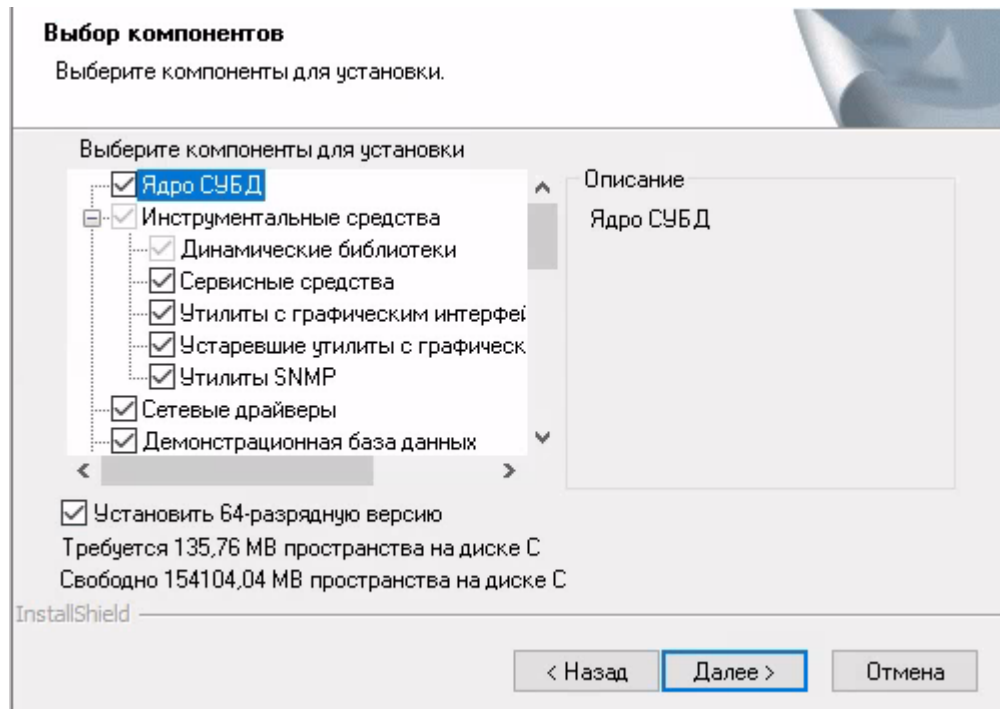 Выбор компонентов
Выберите компоненты для установки.
Выберите компоненты для установки
Ядро СУБД
Инструментальные средства
Динамические библиотеки
Сервисные средства
Утилиты с графическим интерфей
Устаревшие утилиты с графическ
Утилиты SNMP
Сетевые драйверы
Демонстрационная база данных
Описание
Ядро СУБД
Установить 64-разрядную версию
Требуется 135,76 MB пространства на диске C
Свободно 154104,04 MB пространства на диске C
InstallShield
< Назад
Далее >
Отмена